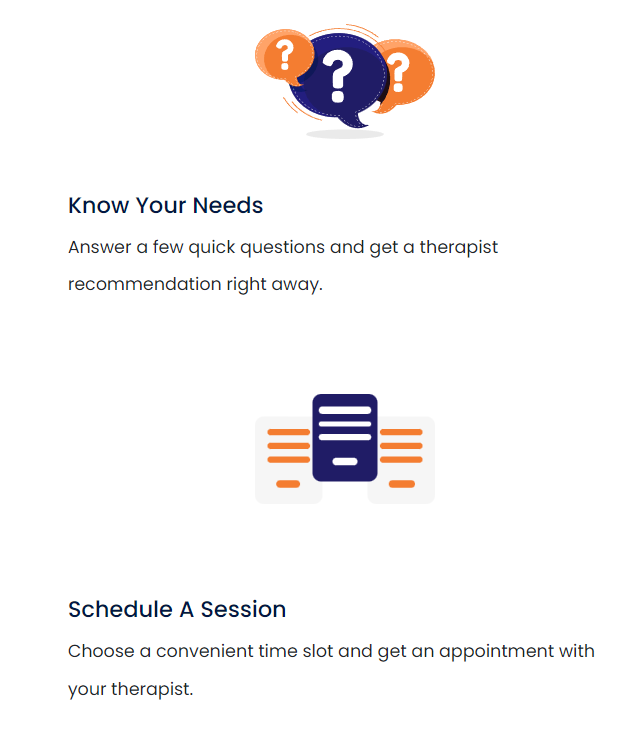 ? ? ?
Know Your Needs
Answer a few quick questions and get a therapist
recommendation right away.
Schedule A Session
Choose a convenient time slot and get an appointment with
your therapist.